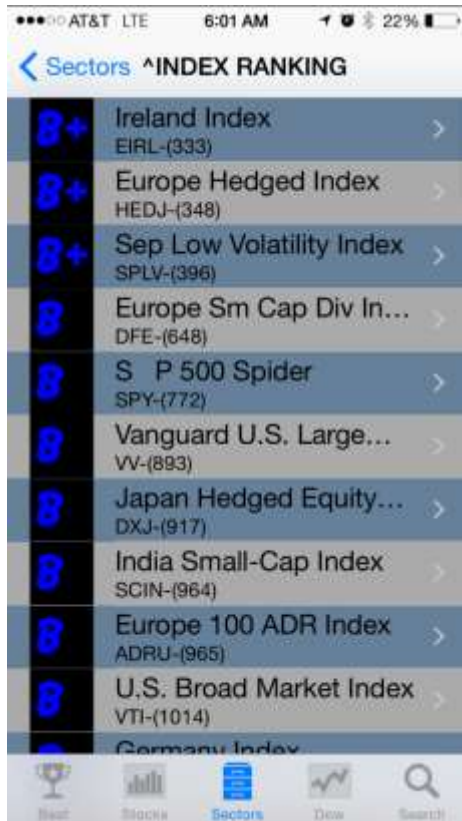 AT&T LTE 6:01 AM 22%
Sectors ^INDEX RANKING
B+ Ireland Index
EIRL-(333)
B+ Europe Hedged Index
HEDJ-(348)
B+ Sep Low Volatility Index
SPLV-(396)
B Europe Sm Cap Div In...
DFE-(648)
B S P 500 Spider
SPY-(772)
B Vanguard U.S. Large...
VV-(893)
B Japan Hedged Equity...
DXJ-(917)
B India Small-Cap Index
SCIN-(964)
B Europe 100 ADR Index
ADRU-(965)
B U.S. Broad Market Index
VTI-(1014)
Germany Index
Best Stocks Sectors Dow Search